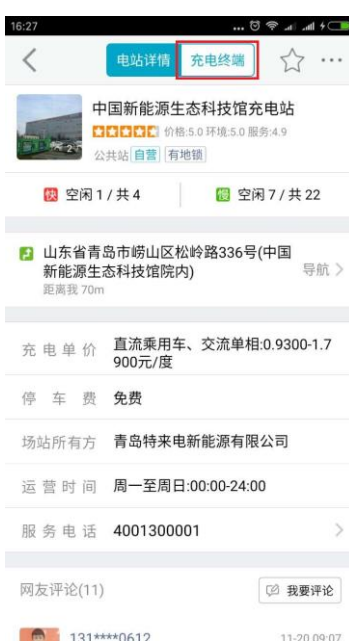 16:27
电站详情 充电终端
中国新能源生态科技馆充电站
价格:5.0 环境:5.0 服务:4.9
公共站 自营 有地锁
快 空闲 1 / 共 4 慢 空闲 7 / 共 22
山东省青岛市崂山区松岭路336号(中国
新能源生态科技馆院内)
导航
距离我 70m
充电单价 直流乘用车、交流单相:0.9300-1.7
900元/度
停车费 免费
场站所有方 青岛特来电新能源有限公司
运营时间 周一至周日:00:00-24:00
服务电话 4001300001
网友评论(11) 我要评论
131****0612 11-20 09:07